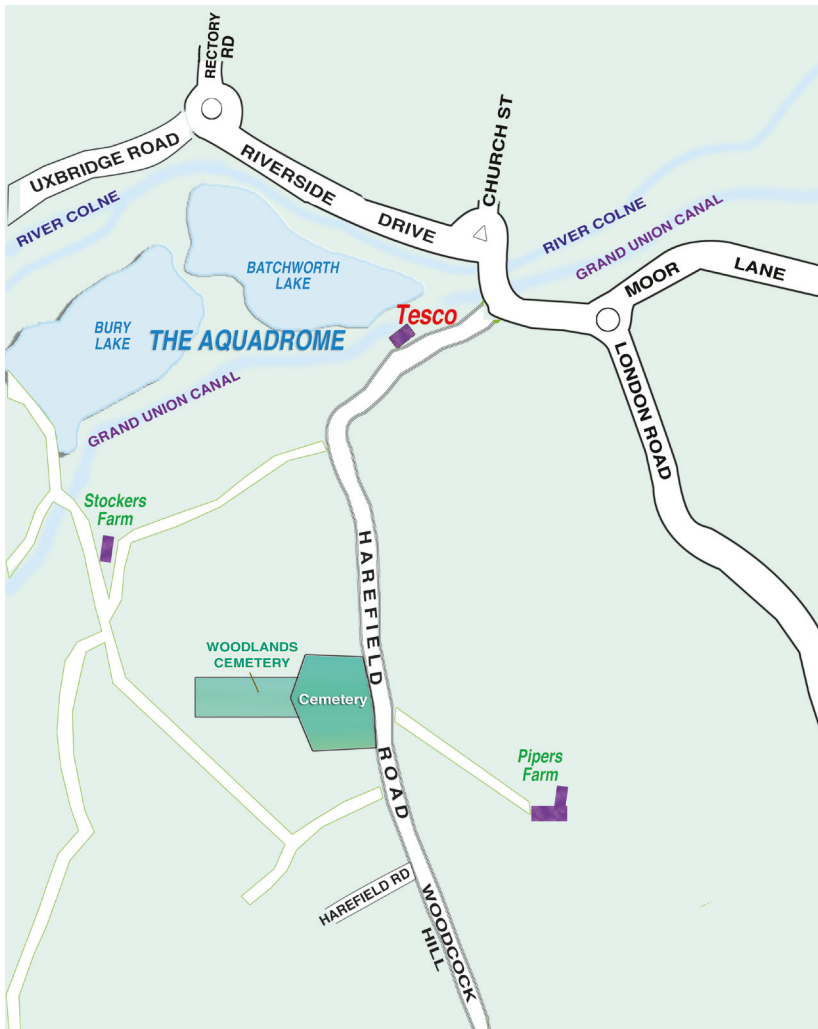 RECTORY
RD
UXBRIDGE ROAD
RIVERSIDE DRIVE
CHURCH ST
RIVER COLNE
RIVER COLNE
GRAND UNION CANAL
MOOR LANE
BATCHWORTH
LAKE
BURY
LAKE
THE AQUADROME
Tesco
LONDON ROAD
GRAND UNION CANAL
Stockers
Farm
HAREFIELD ROAD
WOODLANDS
CEMETERY
Cemetery
Pipers
Farm
HAREFIELD RD
WOODCOCK
HILL